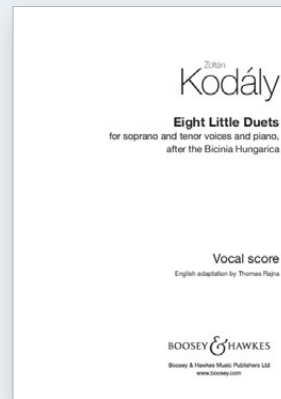 Zoltán
Kodály
Eight Little Duets
for soprano and tenor voices and piano,
after the Bicinia Hungarica
Vocal score
English adaptation by Thomas Rajna
BOOSEY & HAWKES
Boosey & Hawkes Music Publishers Ltd
www.boosey.com